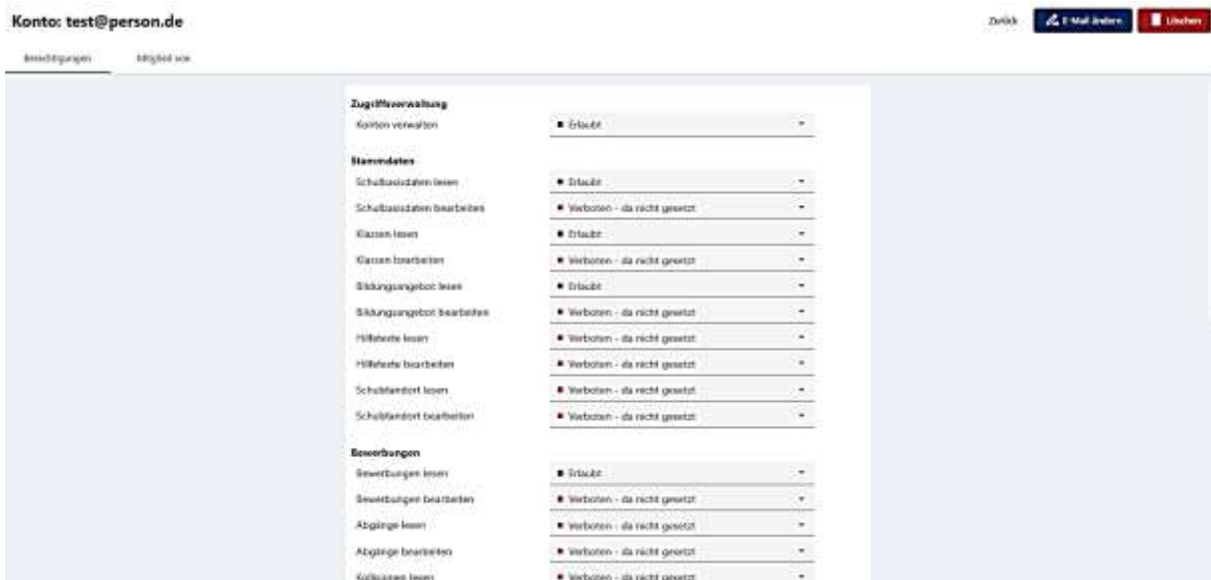 Konto: test@person.de
Zurück
E-Mail ändern
Löschen
Berechtigungen
Mitglied von
Zugriffsverwaltung
Konten verwalten Erlaubt
Stammdaten
Schulbasisdaten lesen Erlaubt
Schulbasisdaten bearbeiten Verboten - da nicht gesetzt
Klassen lesen Erlaubt
Klassen bearbeiten Verboten - da nicht gesetzt
Bildungsangebot lesen Erlaubt
Bildungsangebot bearbeiten Verboten - da nicht gesetzt
Hilfetexte lesen Verboten - da nicht gesetzt
Hilfetexte bearbeiten Verboten - da nicht gesetzt
Schulstandort lesen Verboten - da nicht gesetzt
Schulstandort bearbeiten Verboten - da nicht gesetzt
Bewerbungen
Bewerbungen lesen Erlaubt
Bewerbungen bearbeiten Verboten - da nicht gesetzt
Abgänge lesen Verboten - da nicht gesetzt
Abgänge bearbeiten Verboten - da nicht gesetzt
Kollisionen lesen Verboten - da nicht gesetzt